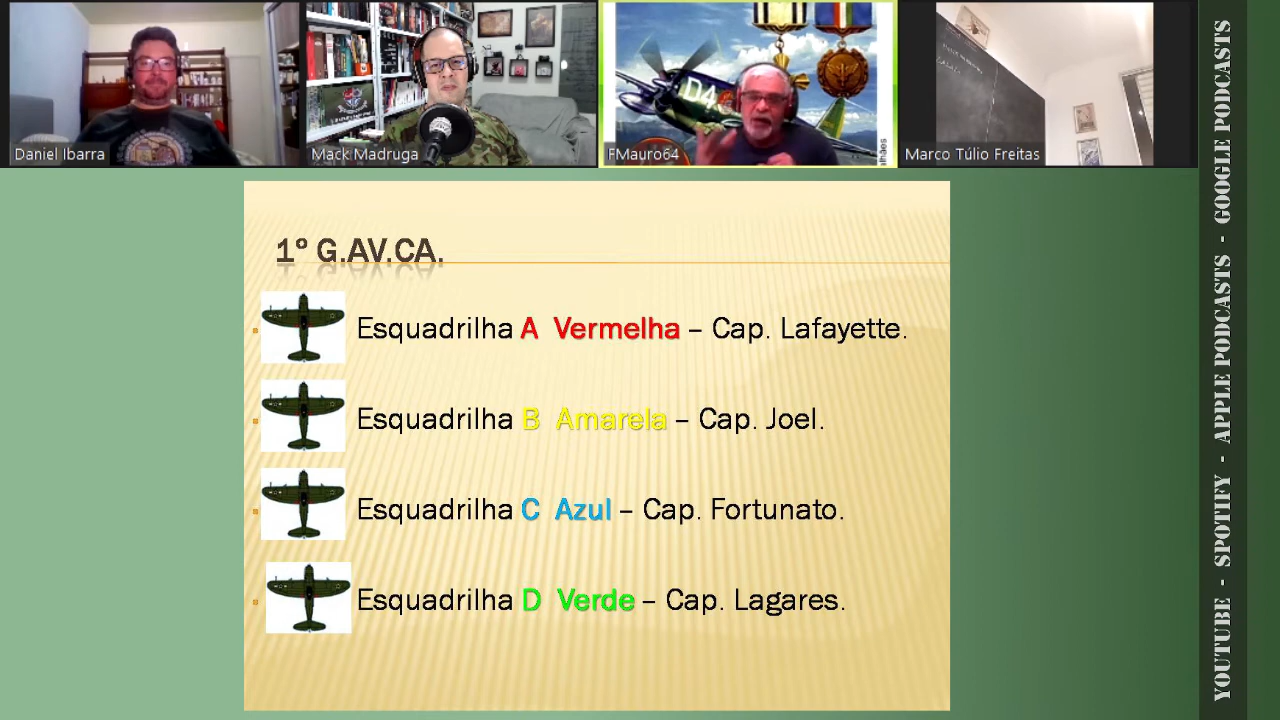 Daniel Ibarra
Mack Madruga
D4
FMauro64
Marco Túlio Freitas
1º G.AV.CA.
Esquadrilha A Vermelha – Cap. Lafayette.
Esquadrilha B Amarela – Cap. Joel.
Esquadrilha C Azul – Cap. Fortunato.
Esquadrilha D Verde – Cap. Lagares.
YOUTUBE - SPOTIFY - APPLE PODCASTS - GOOGLE PODCASTS